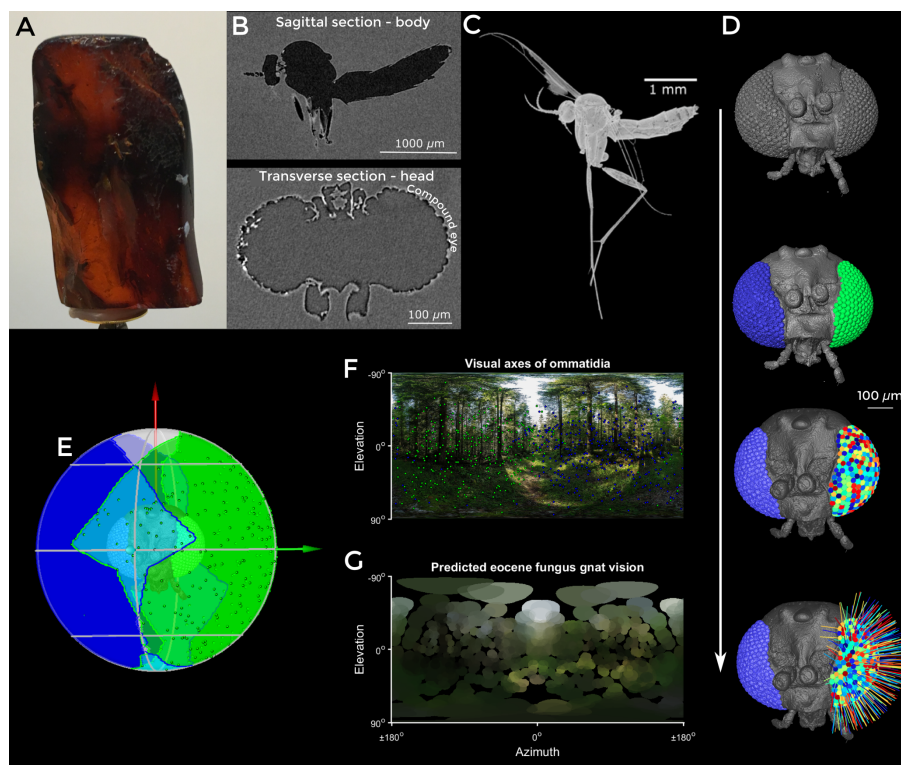 A
B
Sagittal section - body
1000 µm
Transverse section - head
Compound eye
100 µm
C
1 mm
D
100 µm
E
F
Visual axes of ommatidia
-90°
Elevation
0°
90°
G
Predicted eocene fungus gnat vision
-90°
Elevation
0°
90°
±180°
0°
±180°
Azimuth